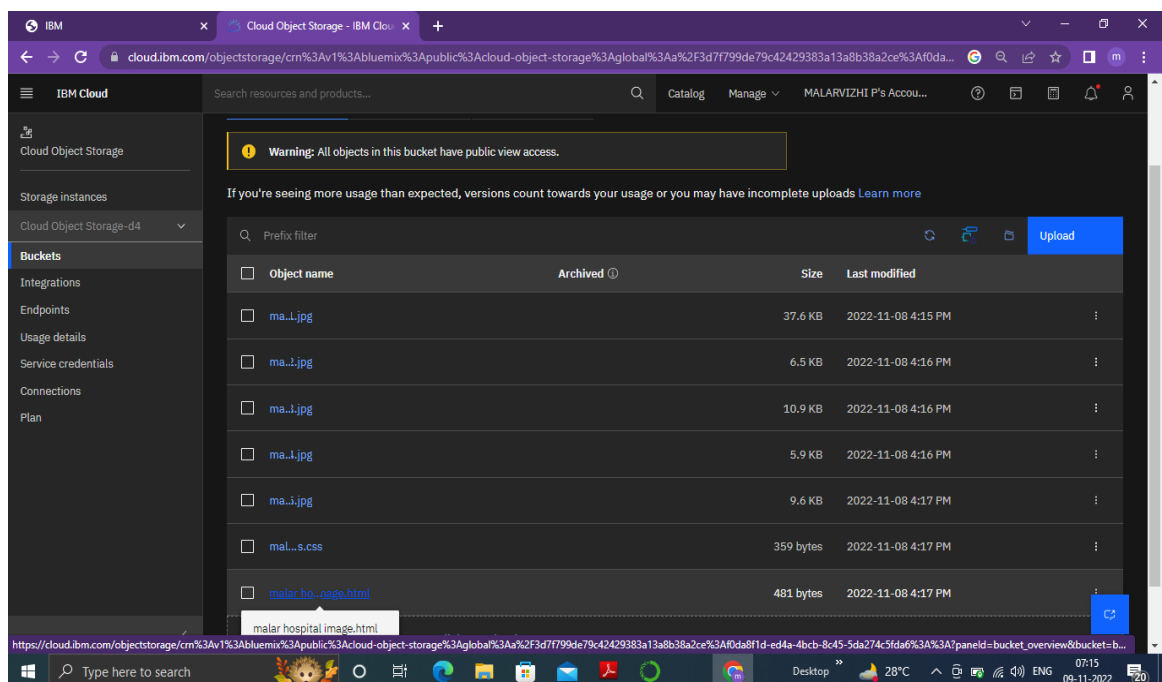 IBM
Cloud Object Storage - IBM Clou
cloud.ibm.com/objectstorage/crn%3Av1%3Abluemix%3Apublic%3Acloud-object-storage%3Aglobal%3Aa%2F3d7f799de79c42429383a13a8b38a2ce%3Af0da...
m
IBM Cloud
Search resources and products...
Catalog
Manage
MALARVIZHI P's Accou...
Cloud Object Storage
Storage instances
Cloud Object Storage-d4
Buckets
Integrations
Endpoints
Usage details
Service credentials
Connections
Plan
Warning: All objects in this bucket have public view access.
If you're seeing more usage than expected, versions count towards your usage or you may have incomplete uploads Learn more
Prefix filter
Upload
Object name Archived Size Last modified
37.6 KB 2022-11-08 4:15 PM
6.5 KB 2022-11-08 4:16 PM
10.9 KB 2022-11-08 4:16 PM
5.9 KB 2022-11-08 4:16 PM
9.6 KB 2022-11-08 4:17 PM
mal...s.css 359 bytes 2022-11-08 4:17 PM
malar ho...nage.html 481 bytes 2022-11-08 4:17 PM
malar hospital image.html
https://cloud.ibm.com/objectstorage/crn%3Av1%3Abluemix%3Apublic%3Acloud-object-storage%3Aglobal%3Aa%2F3d7f799de79c42429383a13a8b38a2ce%3Af0da8f1d-ed4a-4bcb-8c45-5da274c5fda6%3A%3A?paneId=bucket_overview&bucket=b...
Type here to search
Desktop
28°C
ENG
07:15
09-11-2022
20